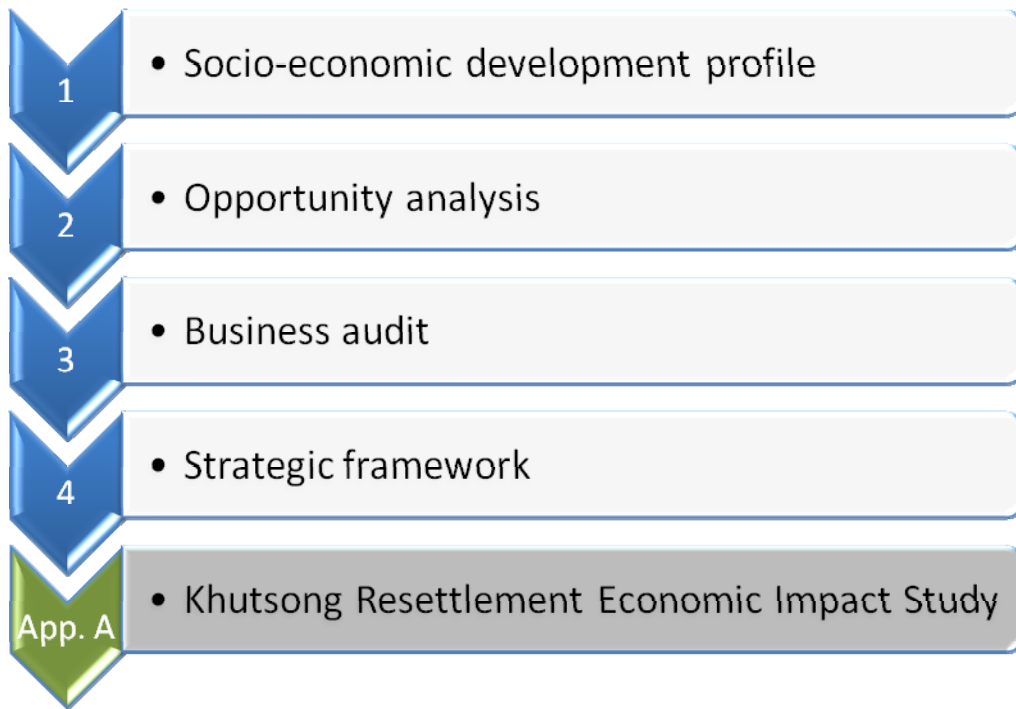 1
• Socio-economic development profile
2
• Opportunity analysis
3
• Business audit
4
• Strategic framework
App. A
• Khutsong Resettlement Economic Impact Study